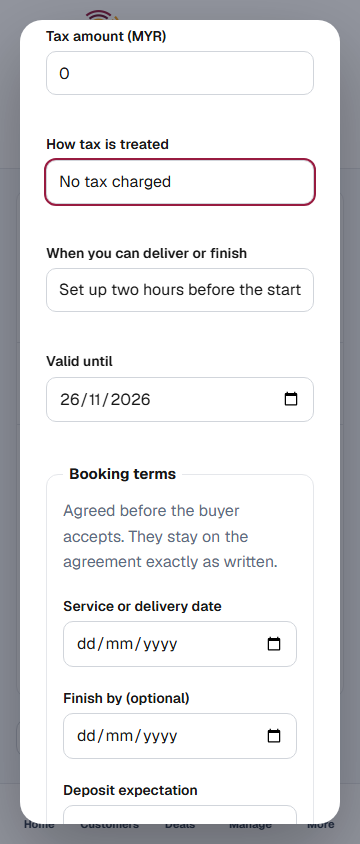 Tax amount (MYR)
0
How tax is treated
No tax charged
When you can deliver or finish
Set up two hours before the start
Valid until
26/11/2026
Booking terms
Agreed before the buyer
accepts. They stay on the
agreement exactly as written.
Service or delivery date
dd/mm/yyyy
Finish by (optional)
dd/mm/yyyy
Deposit expectation
Home Customers Deals Manage More